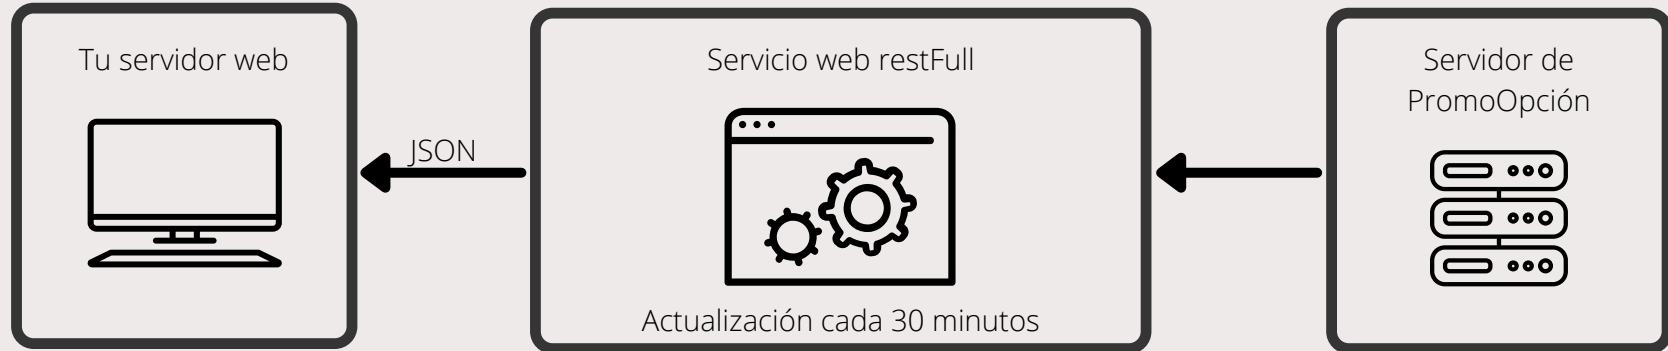 Tu servidor web
JSON
Servicio web restFull
Actualización cada 30 minutos
Servidor de
PromoOpción